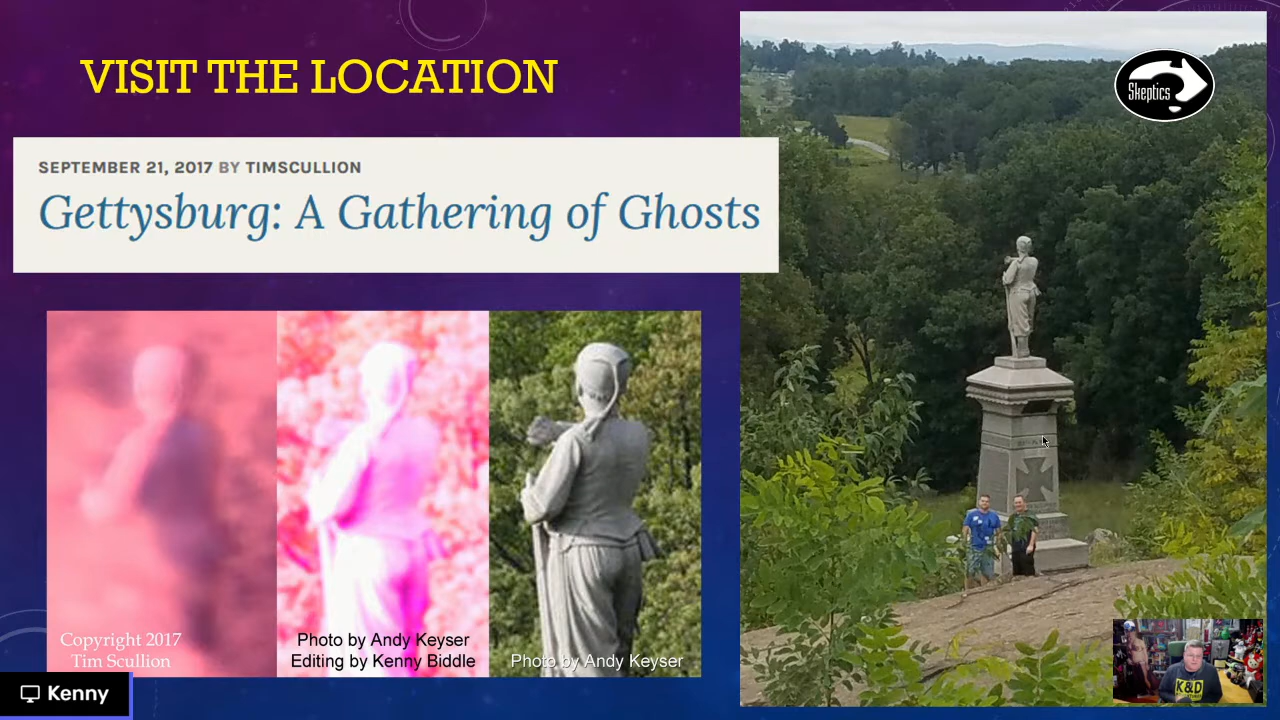 VISIT THE LOCATION
Skeptics
SEPTEMBER 21, 2017 BY TIMSCULLION
Gettysburg: A Gathering of Ghosts
Copyright 2017
Tim Scullion
Photo by Andy Keyser
Editing by Kenny Biddle
Photo by Andy Keyser
K&D
Kenny